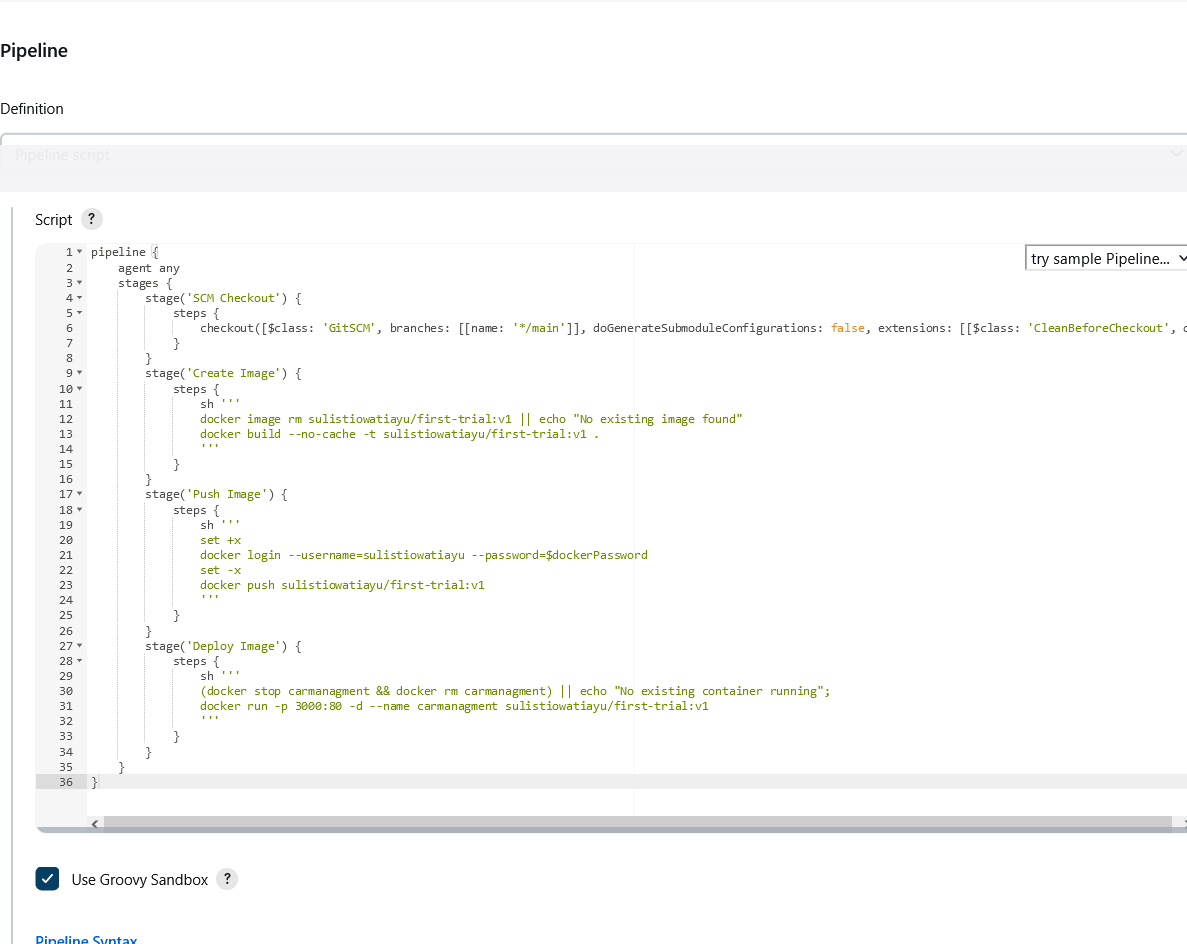 Pipeline
Definition
Pipeline script
Script ?
try sample Pipeline...
1 pipeline {
2 agent any
3 stages {
4 stage('SCM Checkout') {
5 steps {
6 checkout([$class: 'GitSCM', branches: [[name: '*/main']], doGenerateSubmoduleConfigurations: false, extensions: [[$class: 'CleanBeforeCheckout',
7 }
8 }
9 stage('Create Image') {
10 steps {
11 sh '''
12 docker image rm sulistiowatiayu/first-trial:v1 || echo "No existing image found"
13 docker build --no-cache -t sulistiowatiayu/first-trial:v1 .
14 '''
15 }
16 }
17 stage('Push Image') {
18 steps {
19 sh '''
20 set +x
21 docker login --username=sulistiowatiayu --password=$dockerPassword
22 set -x
23 docker push sulistiowatiayu/first-trial:v1
24 '''
25 }
26 }
27 stage('Deploy Image') {
28 steps {
29 sh '''
30 (docker stop carmanagment && docker rm carmanagment) || echo "No existing container running";
31 docker run -p 3000:80 -d --name carmanagment sulistiowatiayu/first-trial:v1
32 '''
33 }
34 }
35 }
36 }
Use Groovy Sandbox ?
Pipeline Syntax